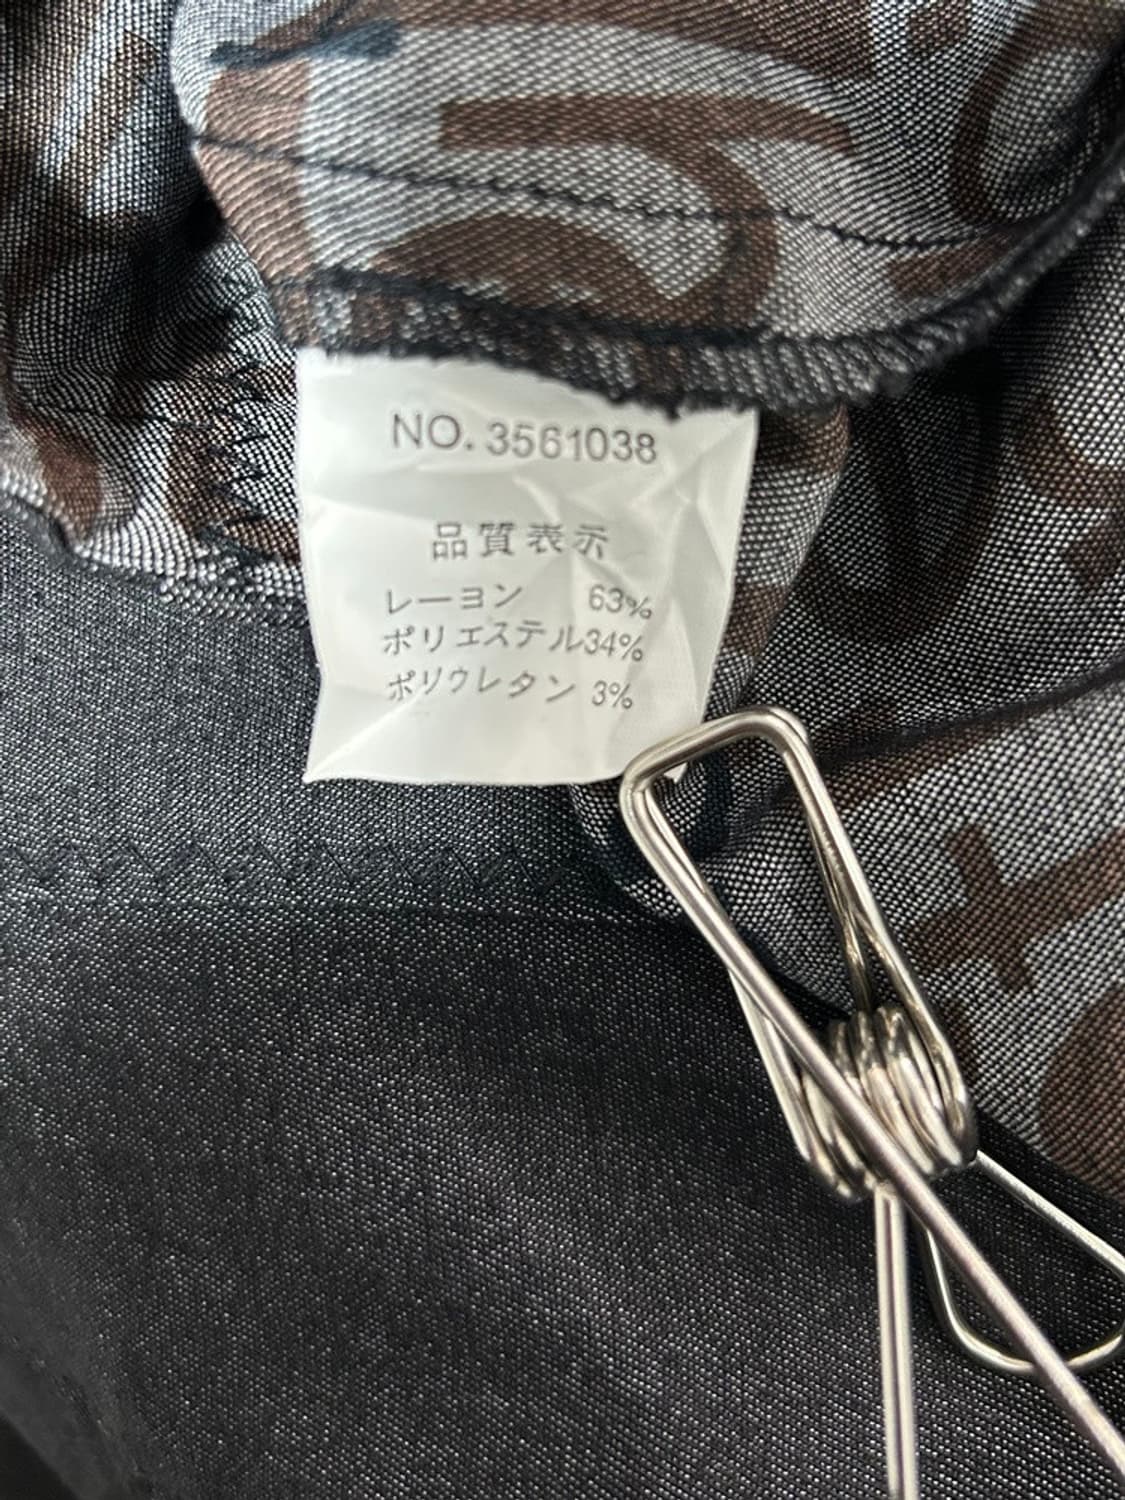 NO. 3561038
品質表示
レーヨン 63%
ポリエステル34%
ポリウレタン 3%